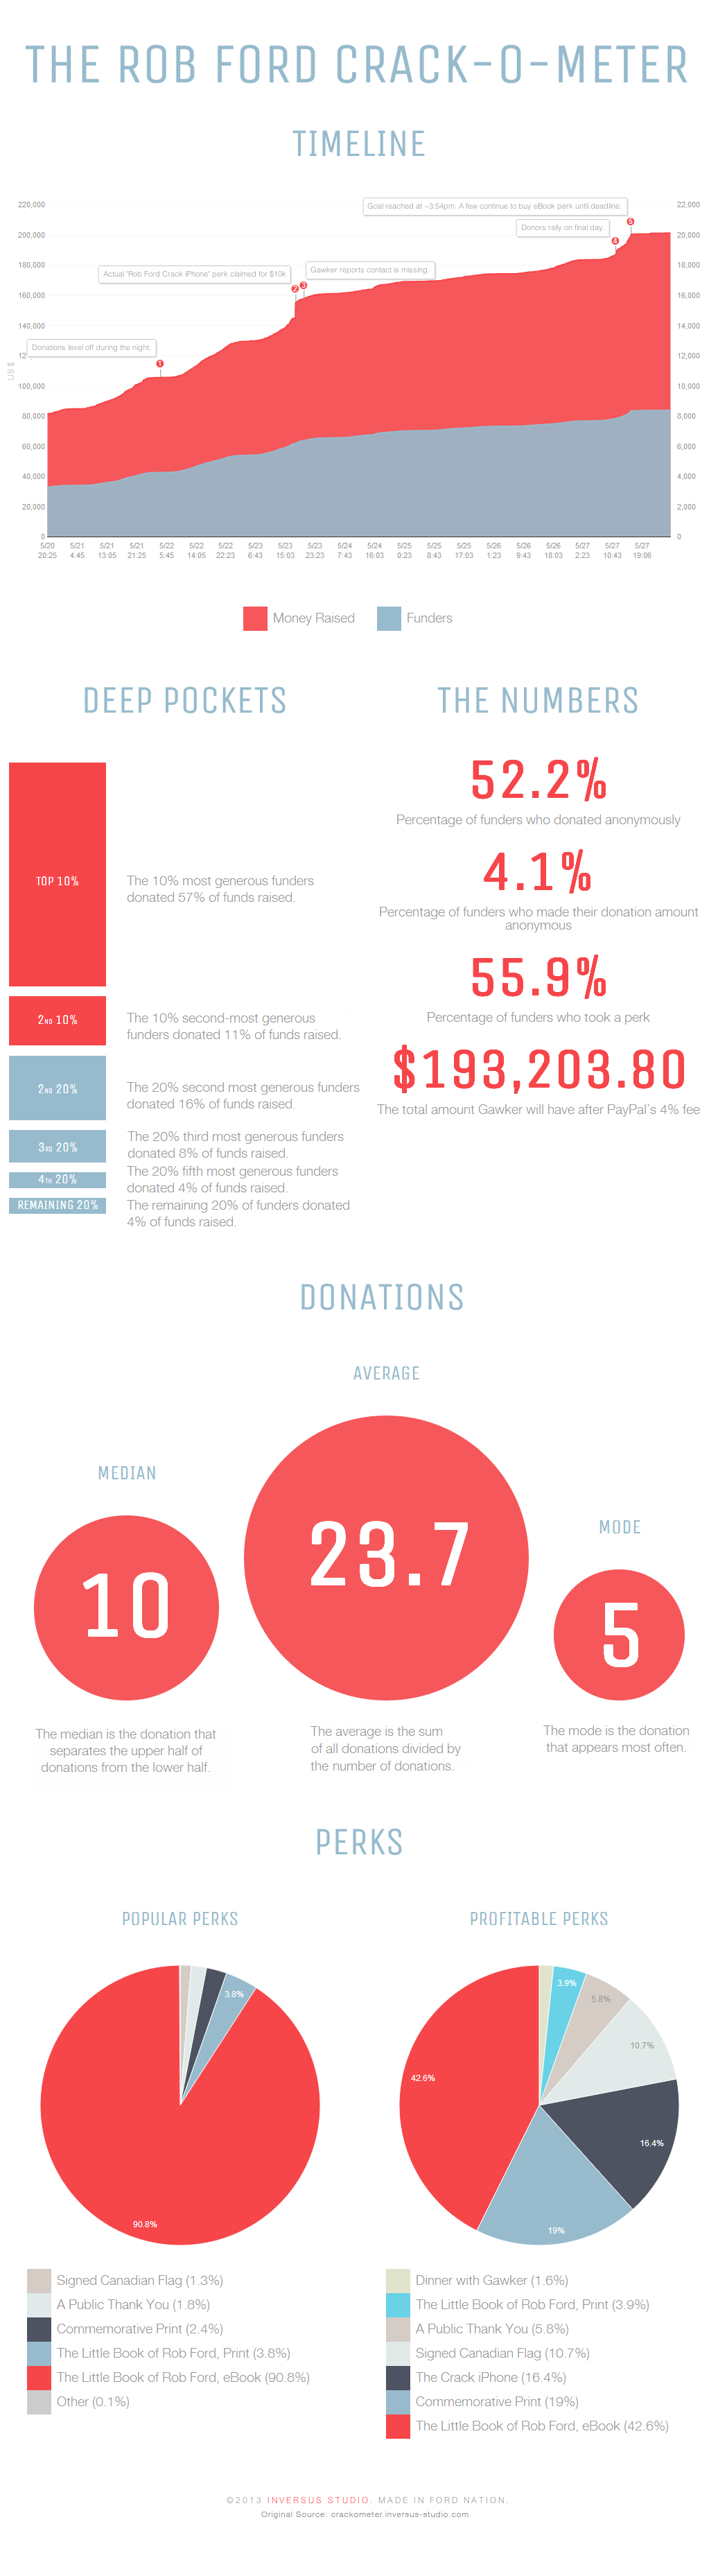 THE ROB FORD CRACK-O-METER
TIMELINE
220,000
200,000
180,000
160,000
140,000
12
100,000
80,000
60,000
40,000
20,000
0
US $
22,000
20,000
18,000
16,000
14,000
12,000
10,000
8,000
6,000
4,000
2,000
0
Goal reached at ~3:54pm. A few continue to buy eBook perk until deadline.
5
Donors rally on final day.
4
Actual "Rob Ford Crack iPhone" perk claimed for $10k
2
Gawker reports contact is missing.
3
Donations level off during the night.
1
5/20 5/21 5/21 5/21 5/22 5/22 5/22 5/23 5/23 5/23 5/24 5/24 5/25 5/25 5/25 5/26 5/26 5/26 5/27 5/27 5/27
20:25 4:45 13:05 21:25 5:45 14:05 22:23 6:43 15:03 23:23 7:43 16:03 0:23 8:43 17:03 1:23 9:43 18:03 2:23 10:43 19:06
Money Raised Funders
DEEP POCKETS
TOP 10%
The 10% most generous funders
donated 57% of funds raised.
2ND 10%
The 10% second-most generous
funders donated 11% of funds raised.
2ND 20%
The 20% second most generous funders
donated 16% of funds raised.
3RD 20%
The 20% third most generous funders
donated 8% of funds raised.
4TH 20%
The 20% fifth most generous funders
donated 4% of funds raised.
REMAINING 20%
The remaining 20% of funders donated
4% of funds raised.
THE NUMBERS
52.2%
Percentage of funders who donated anonymously
4.1%
Percentage of funders who made their donation amount
anonymous
55.9%
Percentage of funders who took a perk
$193,203.80
The total amount Gawker will have after PayPal's 4% fee
DONATIONS
MEDIAN
10
The median is the donation that
separates the upper half of
donations from the lower half.
AVERAGE
23.7
The average is the sum
of all donations divided by
the number of donations.
MODE
5
The mode is the donation
that appears most often.
PERKS
POPULAR PERKS
3.8%
90.8%
Signed Canadian Flag (1.3%)
A Public Thank You (1.8%)
Commemorative Print (2.4%)
The Little Book of Rob Ford, Print (3.8%)
The Little Book of Rob Ford, eBook (90.8%)
Other (0.1%)
PROFITABLE PERKS
3.9%
5.8%
10.7%
42.6%
16.4%
19%
Dinner with Gawker (1.6%)
The Little Book of Rob Ford, Print (3.9%)
A Public Thank You (5.8%)
Signed Canadian Flag (10.7%)
The Crack iPhone (16.4%)
Commemorative Print (19%)
The Little Book of Rob Ford, eBook (42.6%)
©2013 INVERSUS STUDIO. MADE IN FORD NATION.
Original Source: crackometer.inversus-studio.com